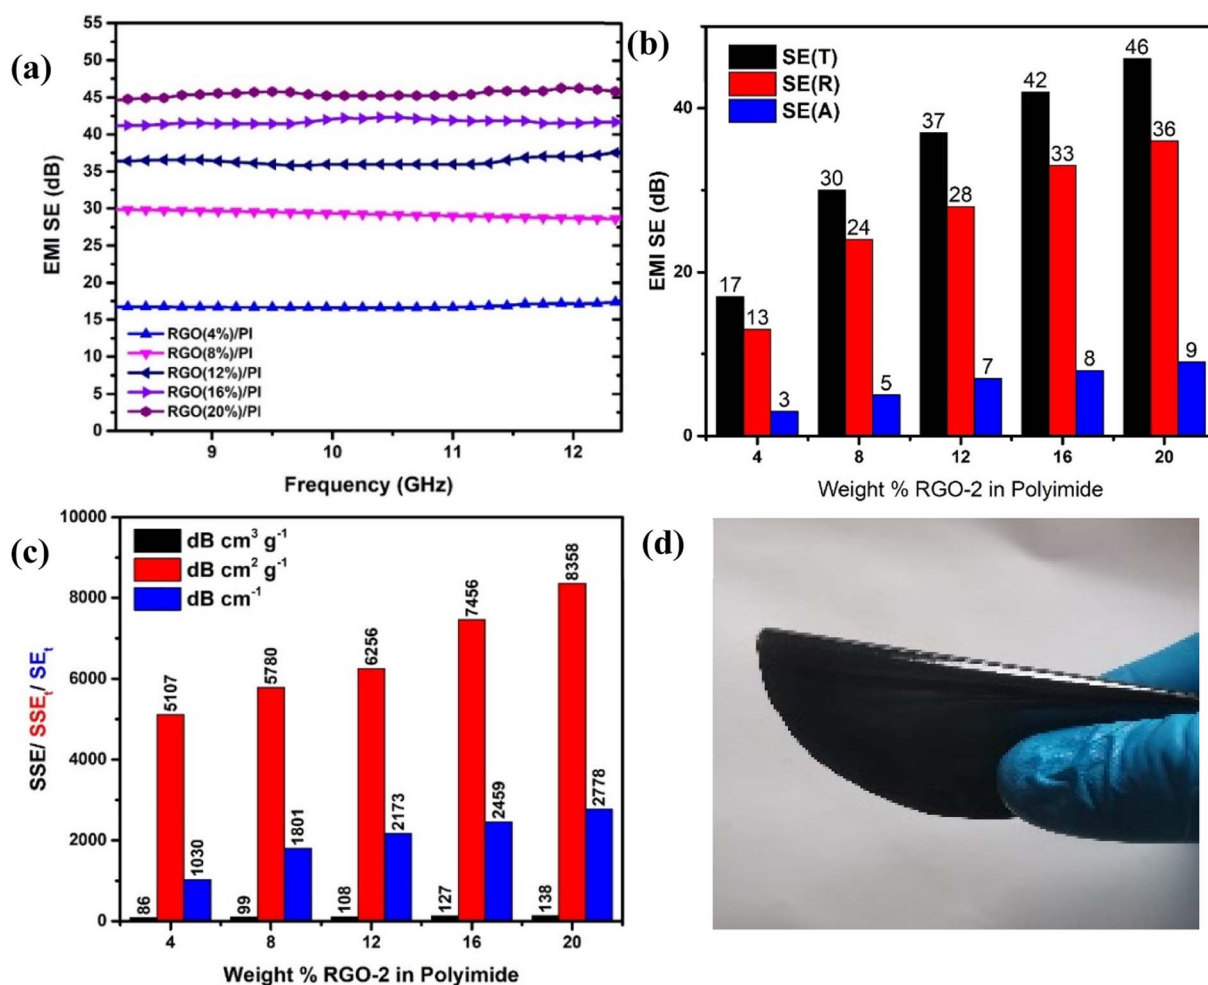 (a)
EMI SE (dB)
55
50
45
40
35
30
25
20
15
10
5
0
RGO(4%)/PI
RGO(8%)/PI
RGO(12%)/PI
RGO(16%)/PI
RGO(20%)/PI
9 10 11 12
Frequency (GHz)
(b)
EMI SE (dB)
40
20
0
SE(T)
SE(R)
SE(A)
17 13 3
30 24 5
37 28 7
42 33 8
46 36 9
4 8 12 16 20
Weight % RGO-2 in Polyimide
(c)
SSE/ SSEt/ SEt
10000
8000
6000
4000
2000
0
dB cm³ g⁻¹
dB cm² g⁻¹
dB cm⁻¹
86 5107 1030
99 5780 1801
108 6256 2173
127 7456 2459
138 8358 2778
4 8 12 16 20
Weight % RGO-2 in Polyimide
(d)